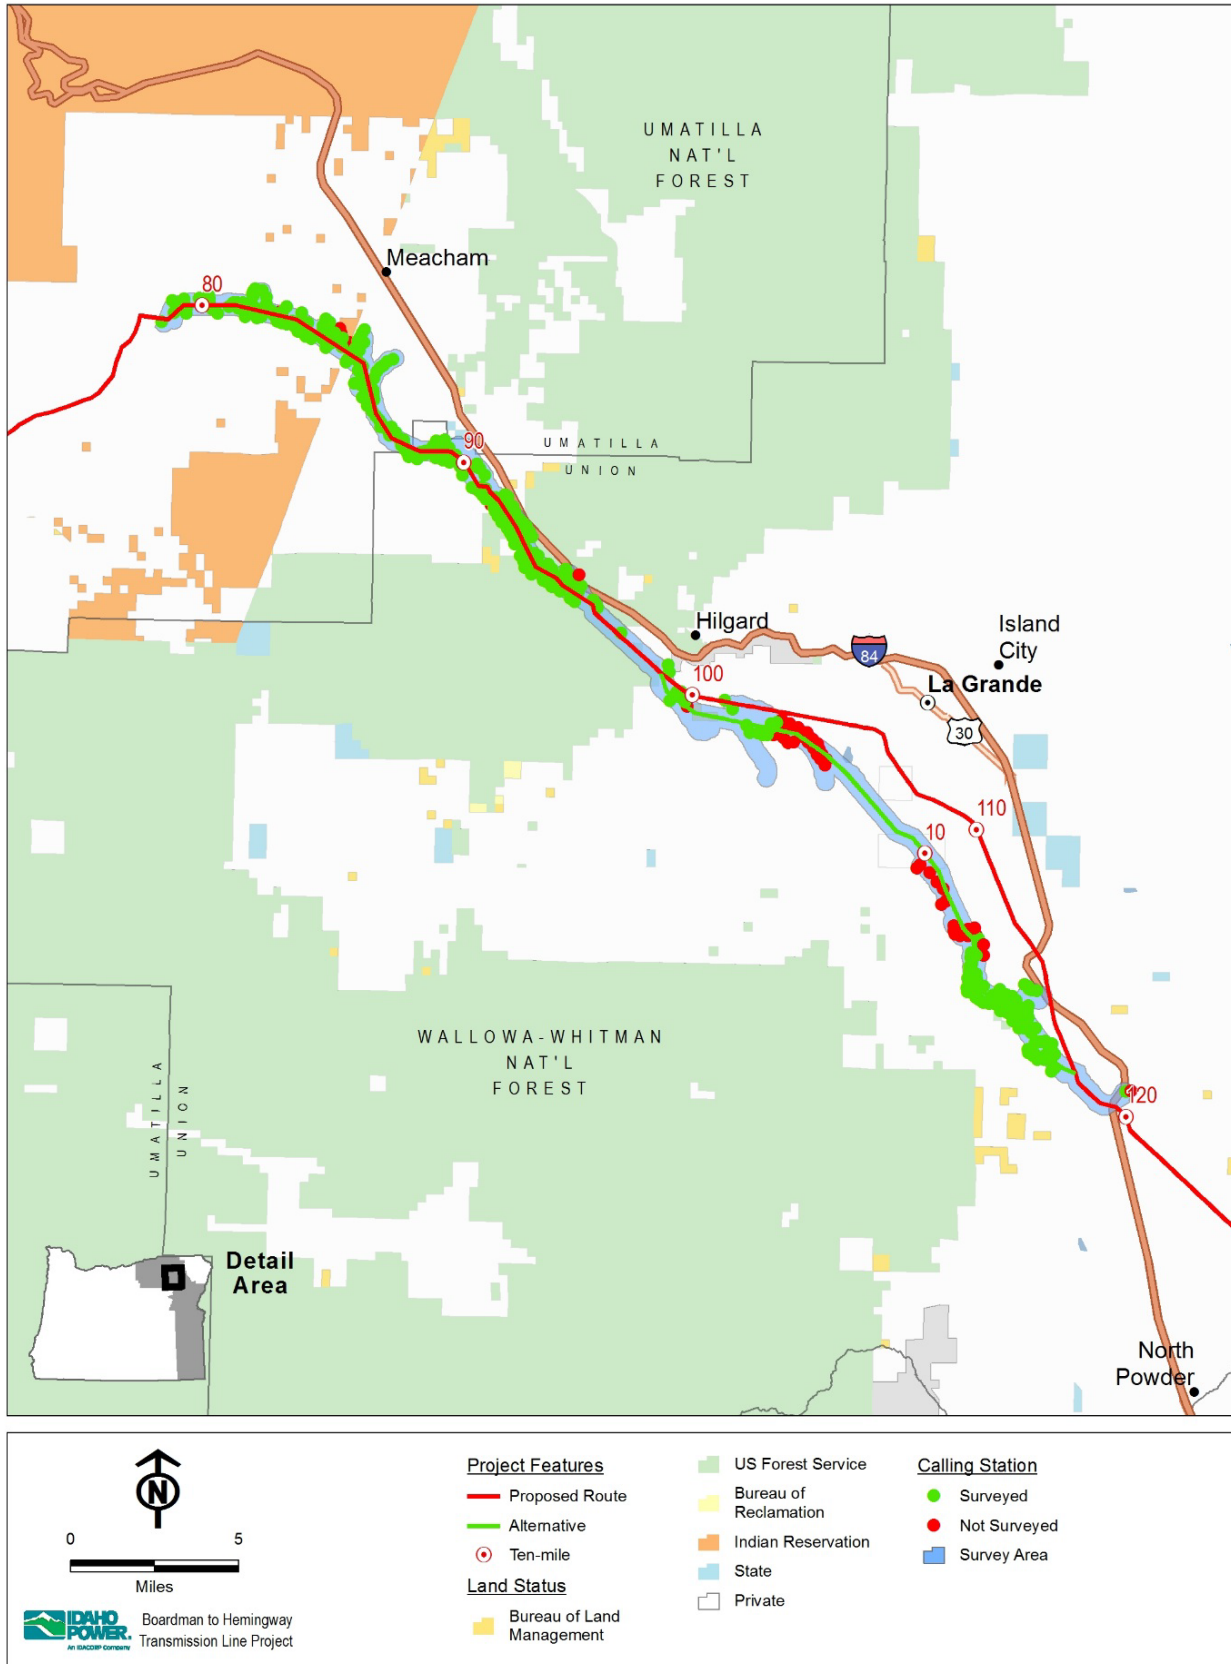 UMATILLA
NAT'L
FOREST
Meacham
80
90
UMATILLA
UNION
Hilgard
Island
City
84
100
La Grande
30
110
10
WALLOWA-WHITMAN
NAT'L
FOREST
UMATILLA
UNION
120
Detail
Area
North
Powder
N
0 5
Miles
IDAHO
POWER®
An IDACORP Company
Boardman to Hemingway
Transmission Line Project
Project Features
Proposed Route
Alternative
Ten-mile
Land Status
Bureau of Land
Management
US Forest Service
Bureau of
Reclamation
Indian Reservation
State
Private
Calling Station
Surveyed
Not Surveyed
Survey Area